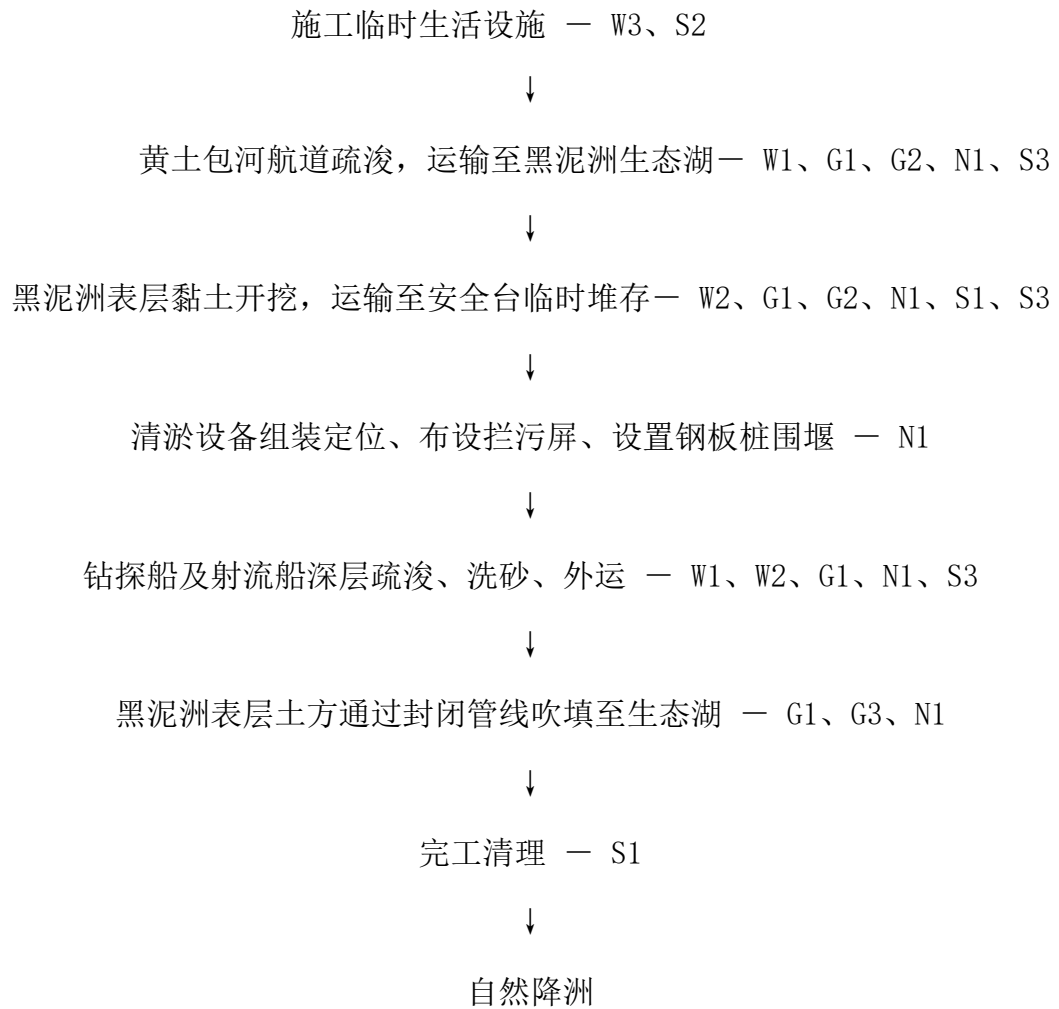 施工临时生活设施 － W3、S2
↓
黄土包河航道疏浚，运输至黑泥洲生态湖－ W1、G1、G2、N1、S3
↓
黑泥洲表层黏土开挖，运输至安全台临时堆存－ W2、G1、G2、N1、S1、S3
↓
清淤设备组装定位、布设拦污屏、设置钢板桩围堰 － N1
↓
钻探船及射流船深层疏浚、洗砂、外运 － W1、W2、G1、N1、S3
↓
黑泥洲表层土方通过封闭管线吹填至生态湖 － G1、G3、N1
↓
完工清理 － S1
↓
自然降洲